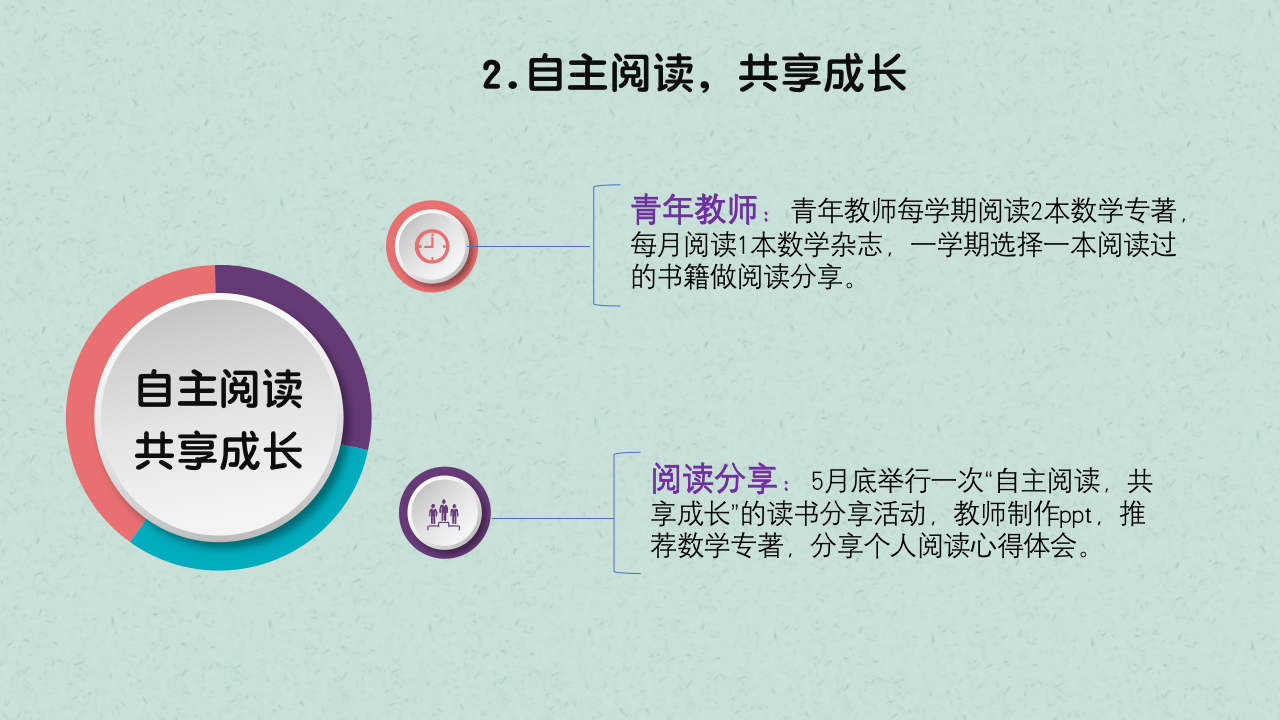 2.自主阅读，共享成长
自主阅读
共享成长
青年教师：青年教师每学期阅读2本数学专著，
每月阅读1本数学杂志，一学期选择一本阅读过
的书籍做阅读分享。
阅读分享：5月底举行一次“自主阅读，共
享成长”的读书分享活动，教师制作ppt，推
荐数学专著，分享个人阅读心得体会。